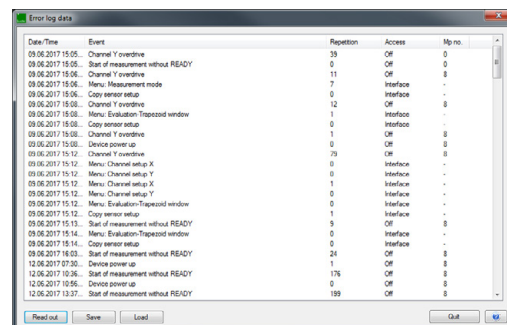 Error log data
Date/Time Event Repetition Access Mp no.
09.06.2017 15:05... Channel Y overdrive 39 Off 0
09.06.2017 15:06... Start of measurement without READY 0 Off 0
09.06.2017 15:06... Channel Y overdrive 11 Off 8
09.06.2017 15:06... Menu: Measurement mode 7 Interface -
09.06.2017 15:06... Copy sensor setup 0 Interface -
09.06.2017 15:08... Channel Y overdrive 12 Off 8
09.06.2017 15:08... Menu: Evaluation-Trapezoid window 1 Interface -
09.06.2017 15:08... Copy sensor setup 0 Interface -
09.06.2017 15:08... Channel Y overdrive 1 Off 8
09.06.2017 15:08... Device power up 0 Off 8
09.06.2017 15:12... Channel Y overdrive 79 Off 8
09.06.2017 15:12... Menu: Channel setup X 0 Interface -
09.06.2017 15:12... Menu: Channel setup Y 0 Interface -
09.06.2017 15:12... Menu: Channel setup X 1 Interface -
09.06.2017 15:12... Menu: Channel setup Y 1 Interface -
09.06.2017 15:12... Menu: Evaluation-Trapezoid window 0 Interface -
09.06.2017 15:12... Copy sensor setup 1 Interface -
09.06.2017 15:13... Start of measurement without READY 9 Off 8
09.06.2017 15:14... Menu: Evaluation-Trapezoid window 0 Interface -
09.06.2017 15:14... Copy sensor setup 0 Interface -
09.06.2017 16:03... Start of measurement without READY 24 Off 8
12.06.2017 07:30... Device power up 1 Off 8
12.06.2017 10:36... Start of measurement without READY 176 Off 8
12.06.2017 10:56... Device power up 0 Off 8
12.06.2017 13:37... Start of measurement without READY 199 Off 8
Read out Save Load Quit